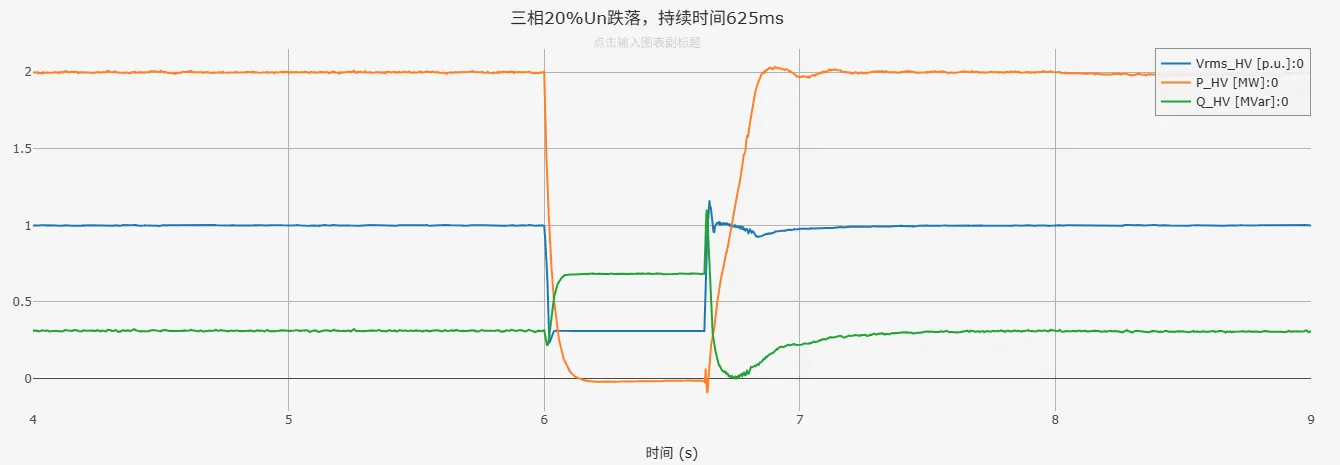 三相20%Un跌落，持续时间625ms
点击输入图表副标题
Vrms_HV [p.u.]:0
P_HV [MW]:0
Q_HV [MVar]:0
2
1.5
1
0.5
0
4 5 6 7 8 9
时间 (s)